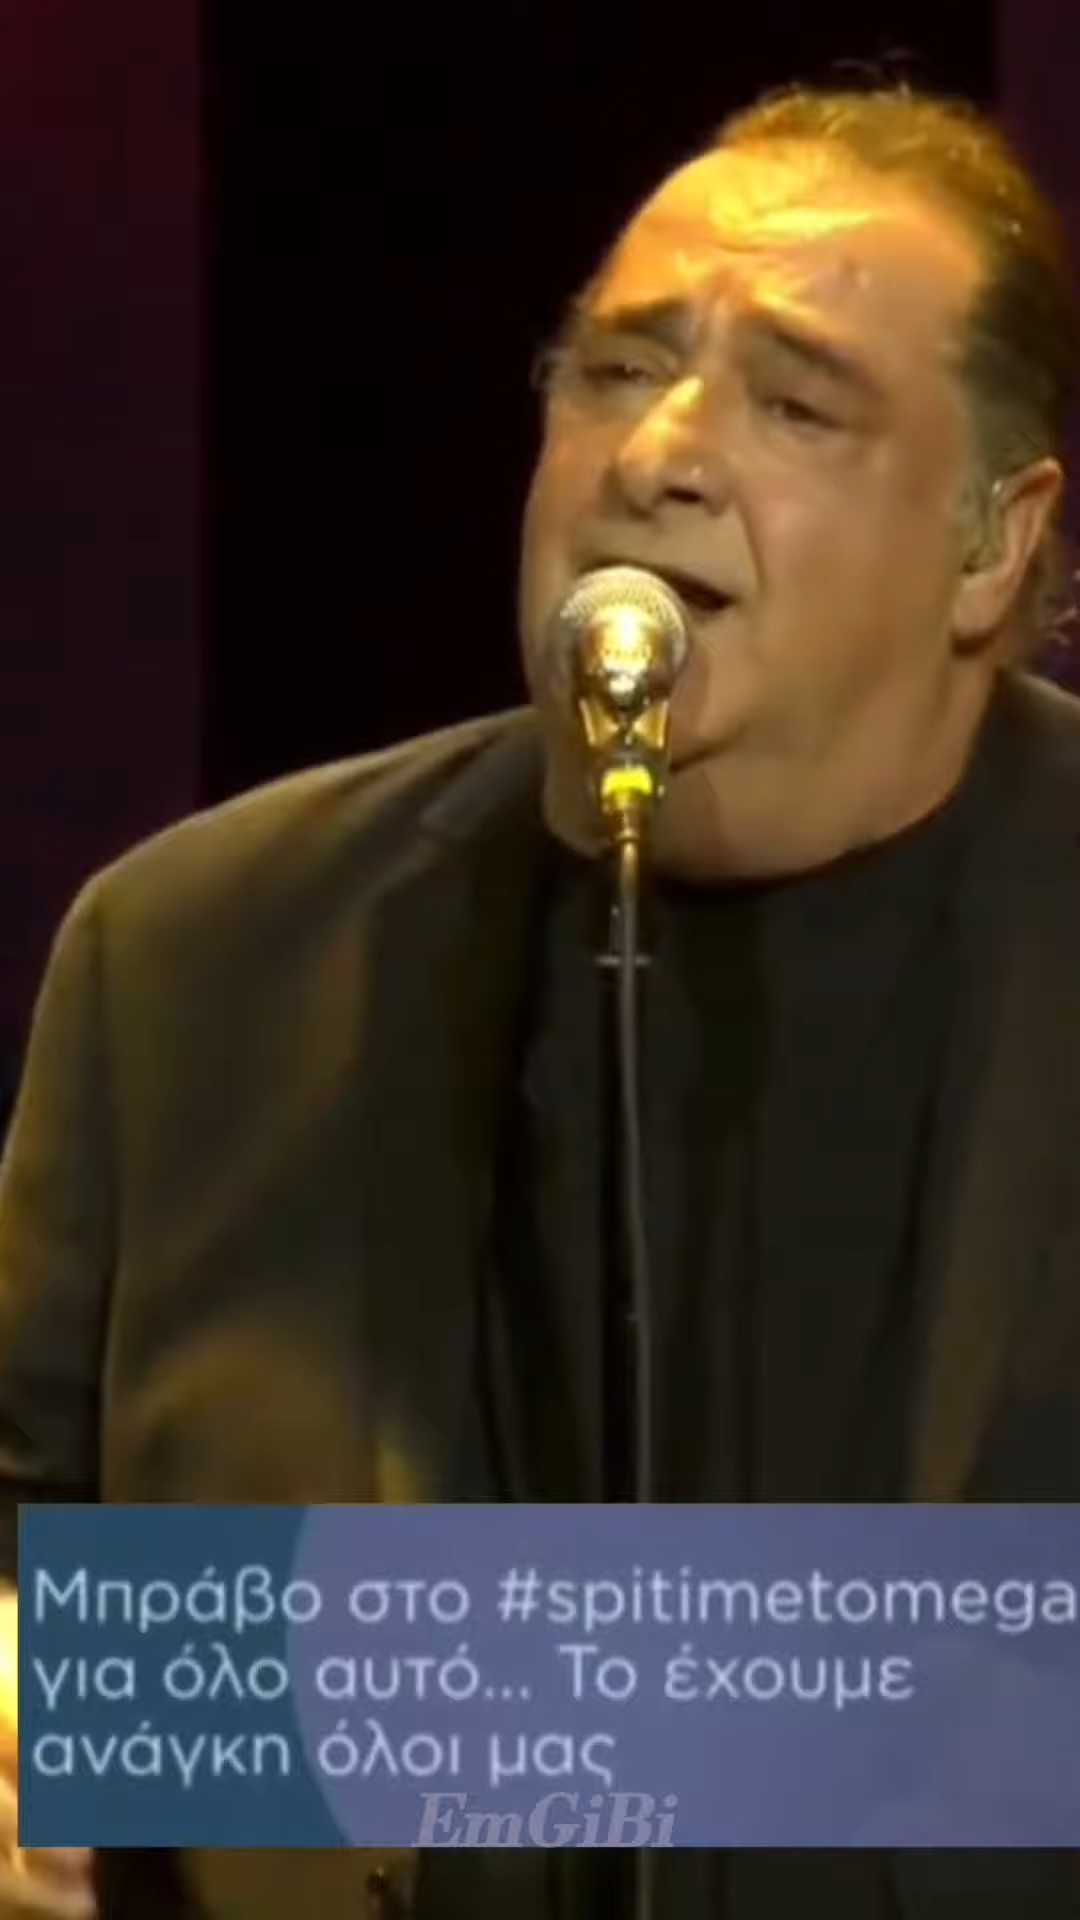 Μπράβο στο #spitimetomega
για όλο αυτό... Το έχουμε
ανάγκη όλοι μας
EmGiBi